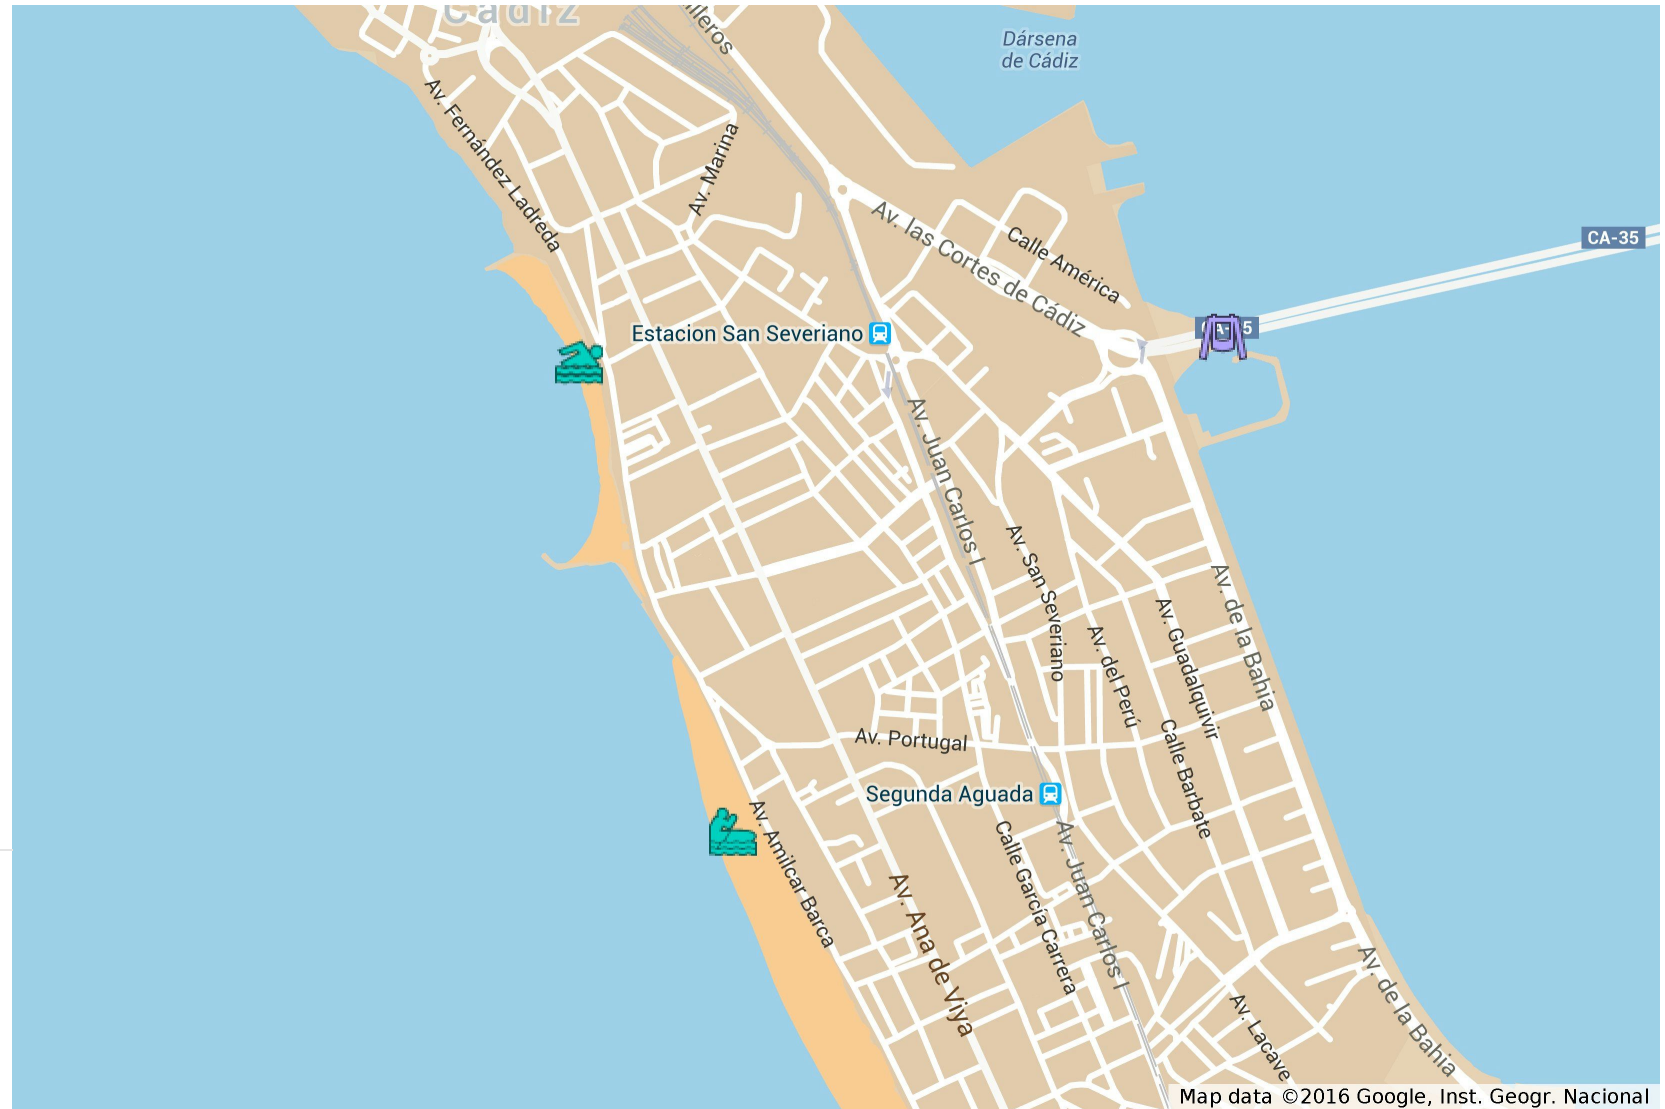 Cádiz
Dársena
de Cádiz
Av. Fernández Ladreda
Av. Marina
Av. las Cortes de Cádiz
Calle América
CA-35
Estacion San Severiano
Av. Juan Carlos I
Av. San Severiano
Av. de la Bahia
Av. Guadalquivir
Av. del Perú
Calle Barbate
Av. Portugal
Segunda Aguada
Av. Amilcar Barca
Calle García Carrera
Av. Juan Carlos I
Av. Ana de Viya
Av. de la Bahia
Av. Lacave
Map data ©2016 Google, Inst. Geogr. Nacional